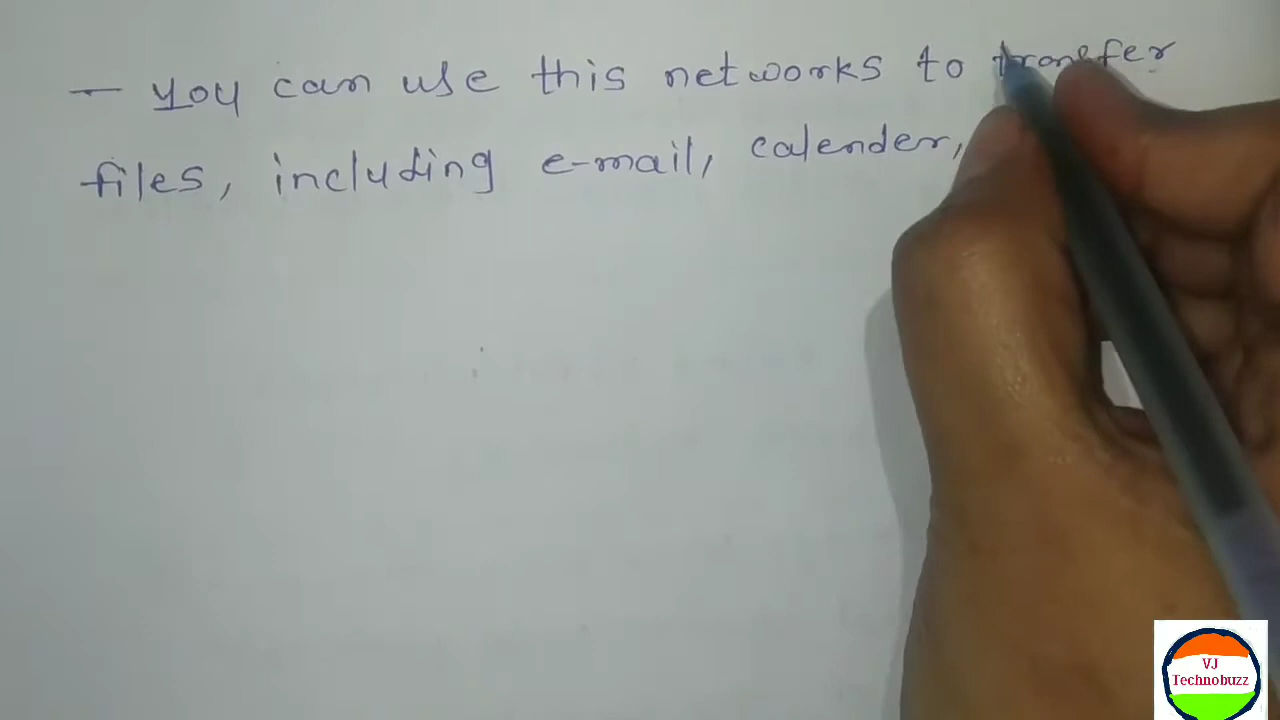 - You can use this networks to transfer
files, including e-mail, calender,
VJ
Technobuzz